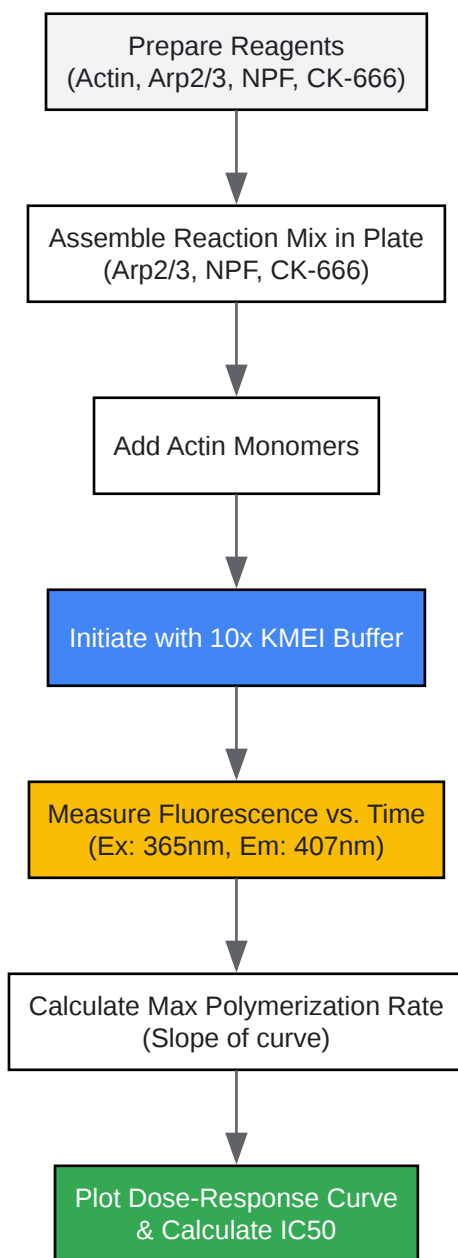 Prepare Reagents
(Actin, Arp2/3, NPF, CK-666)
Assemble Reaction Mix in Plate
(Arp2/3, NPF, CK-666)
Add Actin Monomers
Initiate with 10x KMEI Buffer
Measure Fluorescence vs. Time
(Ex: 365nm, Em: 407nm)
Calculate Max Polymerization Rate
(Slope of curve)
Plot Dose-Response Curve
& Calculate IC50